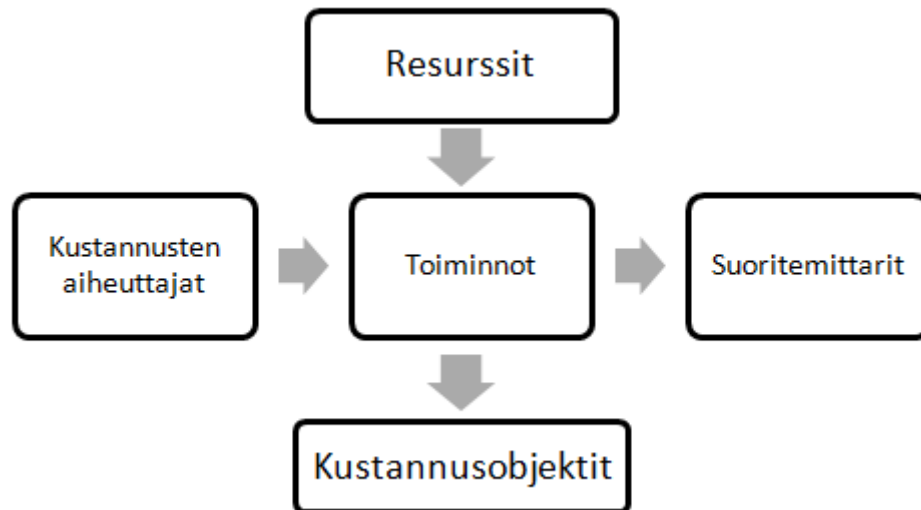 Resurssit
Kustannusten
aiheuttajat
Toiminnot
Suoritemittarit
Kustannusobjektit